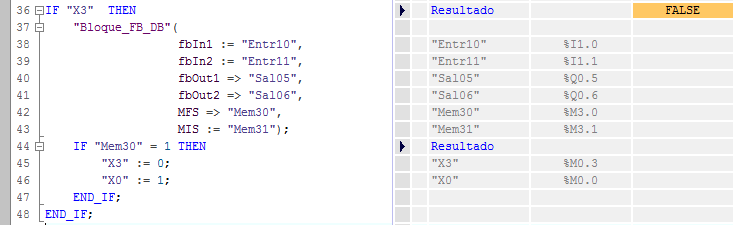 36 IF "X3" THEN Resultado FALSE
37 "Bloque_FB_DB"(
38 fbIn1 := "Entr10", "Entr10" %I1.0
39 fbIn2 := "Entr11", "Entr11" %I1.1
40 fbOut1 => "Sal05", "Sal05" %Q0.5
41 fbOut2 => "Sal06", "Sal06" %Q0.6
42 MFS => "Mem30", "Mem30" %M3.0
43 MIS := "Mem31"); "Mem31" %M3.1
44 IF "Mem30" = 1 THEN Resultado
45 "X3" := 0; "X3" %M0.3
46 "X0" := 1; "X0" %M0.0
47 END_IF;
48 END_IF;